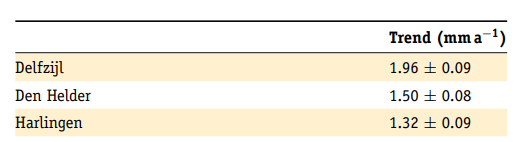 Trend (mm a⁻¹)
Delfzijl 1.96 ± 0.09
Den Helder 1.50 ± 0.08
Harlingen 1.32 ± 0.09